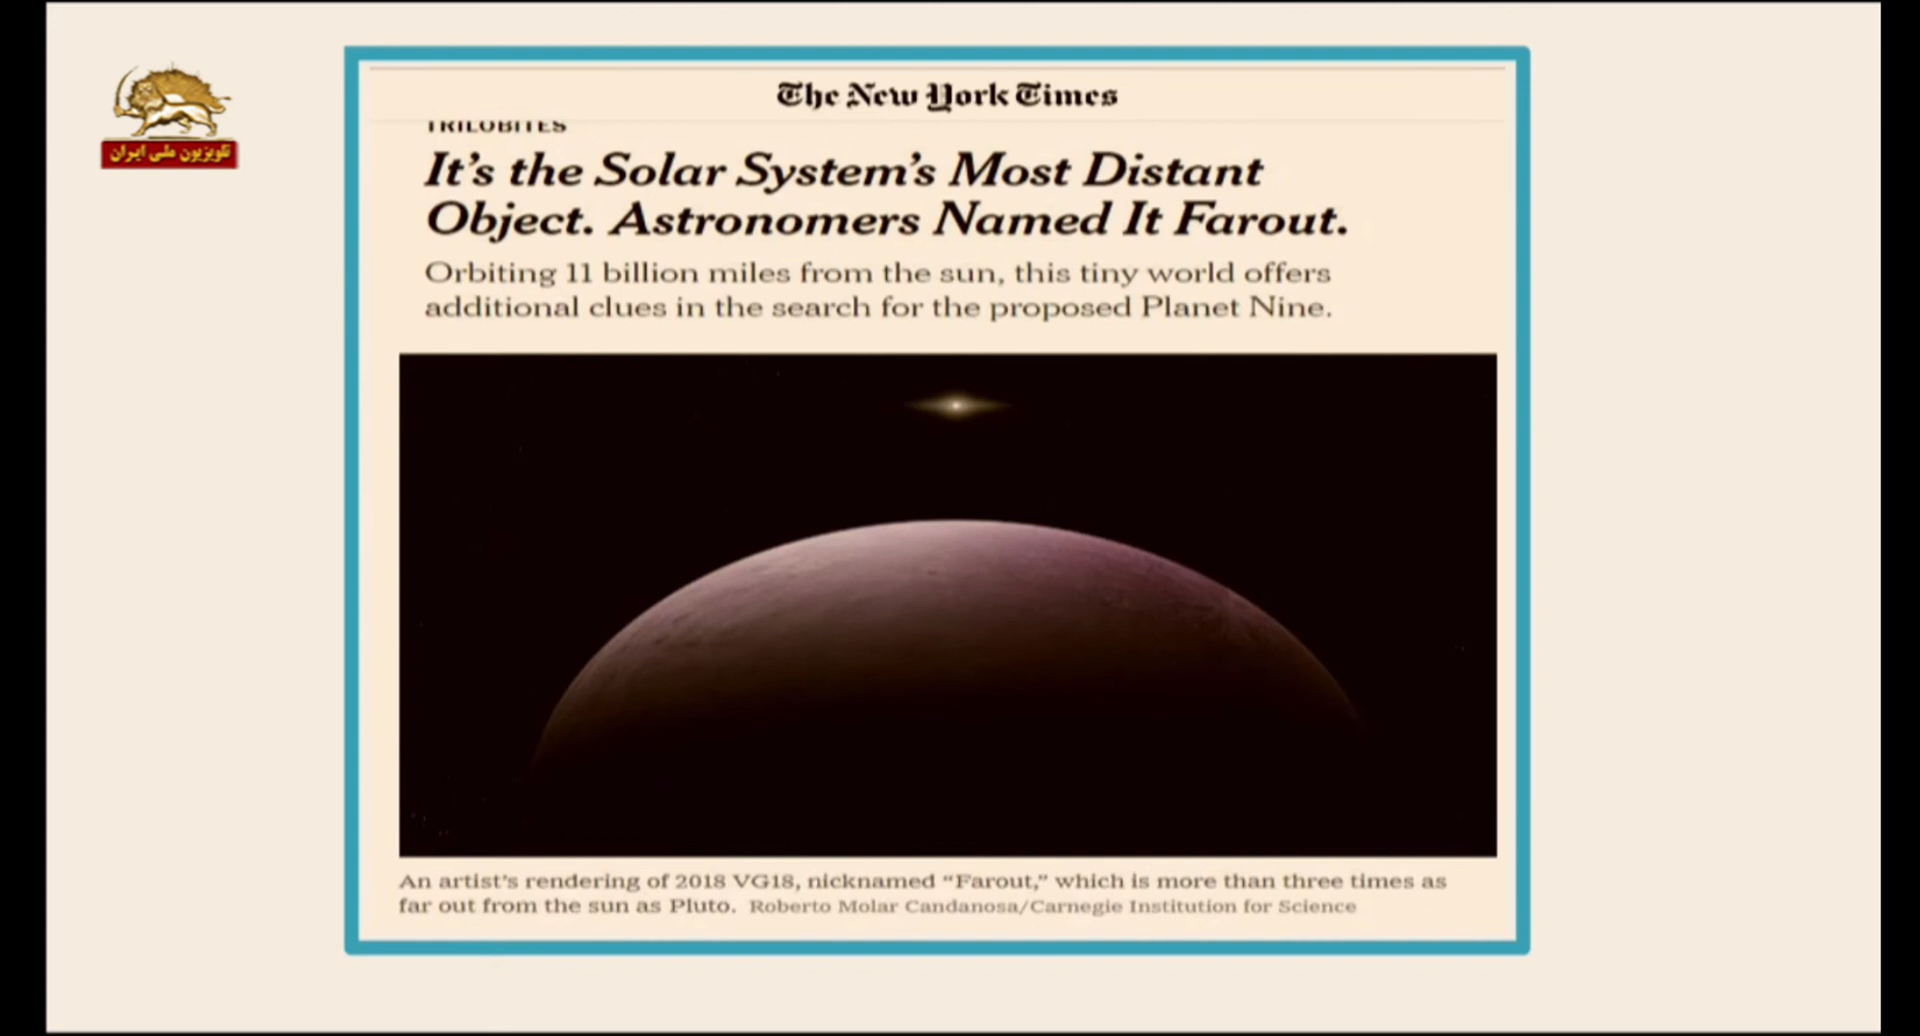 تلویزیون ملی ایران
The New York Times
TRILOBITES
It's the Solar System's Most Distant
Object. Astronomers Named It Farout.
Orbiting 11 billion miles from the sun, this tiny world offers
additional clues in the search for the proposed Planet Nine.
An artist's rendering of 2018 VG18, nicknamed “Farout,” which is more than three times as
far out from the sun as Pluto. Roberto Molar Candanosa/Carnegie Institution for Science